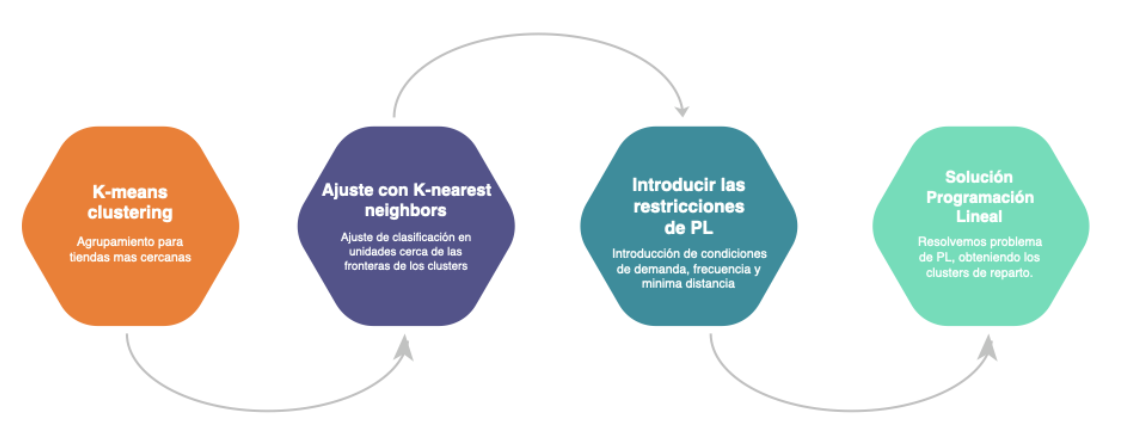 K-means
clustering
Agrupamiento para
tiendas mas cercanas
Ajuste con K-nearest
neighbors
Ajuste de clasificación en
unidades cerca de las
fronteras de los clusters
Introducir las
restricciones
de PL
Introducción de condiciones
de demanda, frecuencia y
minima distancia
Solución
Programación
Lineal
Resolvemos problema
de PL, obteniendo los
clusters de reparto.